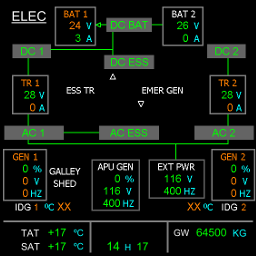 ELEC BAT 1 BAT 2
24 V DC BAT 26 V
3 A 0 A
DC 1 DC 2
DC ESS
TR 1 TR 2
28 V ESS TR EMER GEN 28 V
0 A 0 A
AC 1 AC ESS AC 2
GEN 1 GEN 2
0 % GALLEY APU GEN EXT PWR 0 %
0 V SHED 0 % 116 V 0 V
0 HZ 116 V 400 HZ 0 HZ
400 HZ
IDG 1 °C XX XX °C IDG 2
TAT +17 °C GW 64500 KG
SAT +17 °C 14 H 17